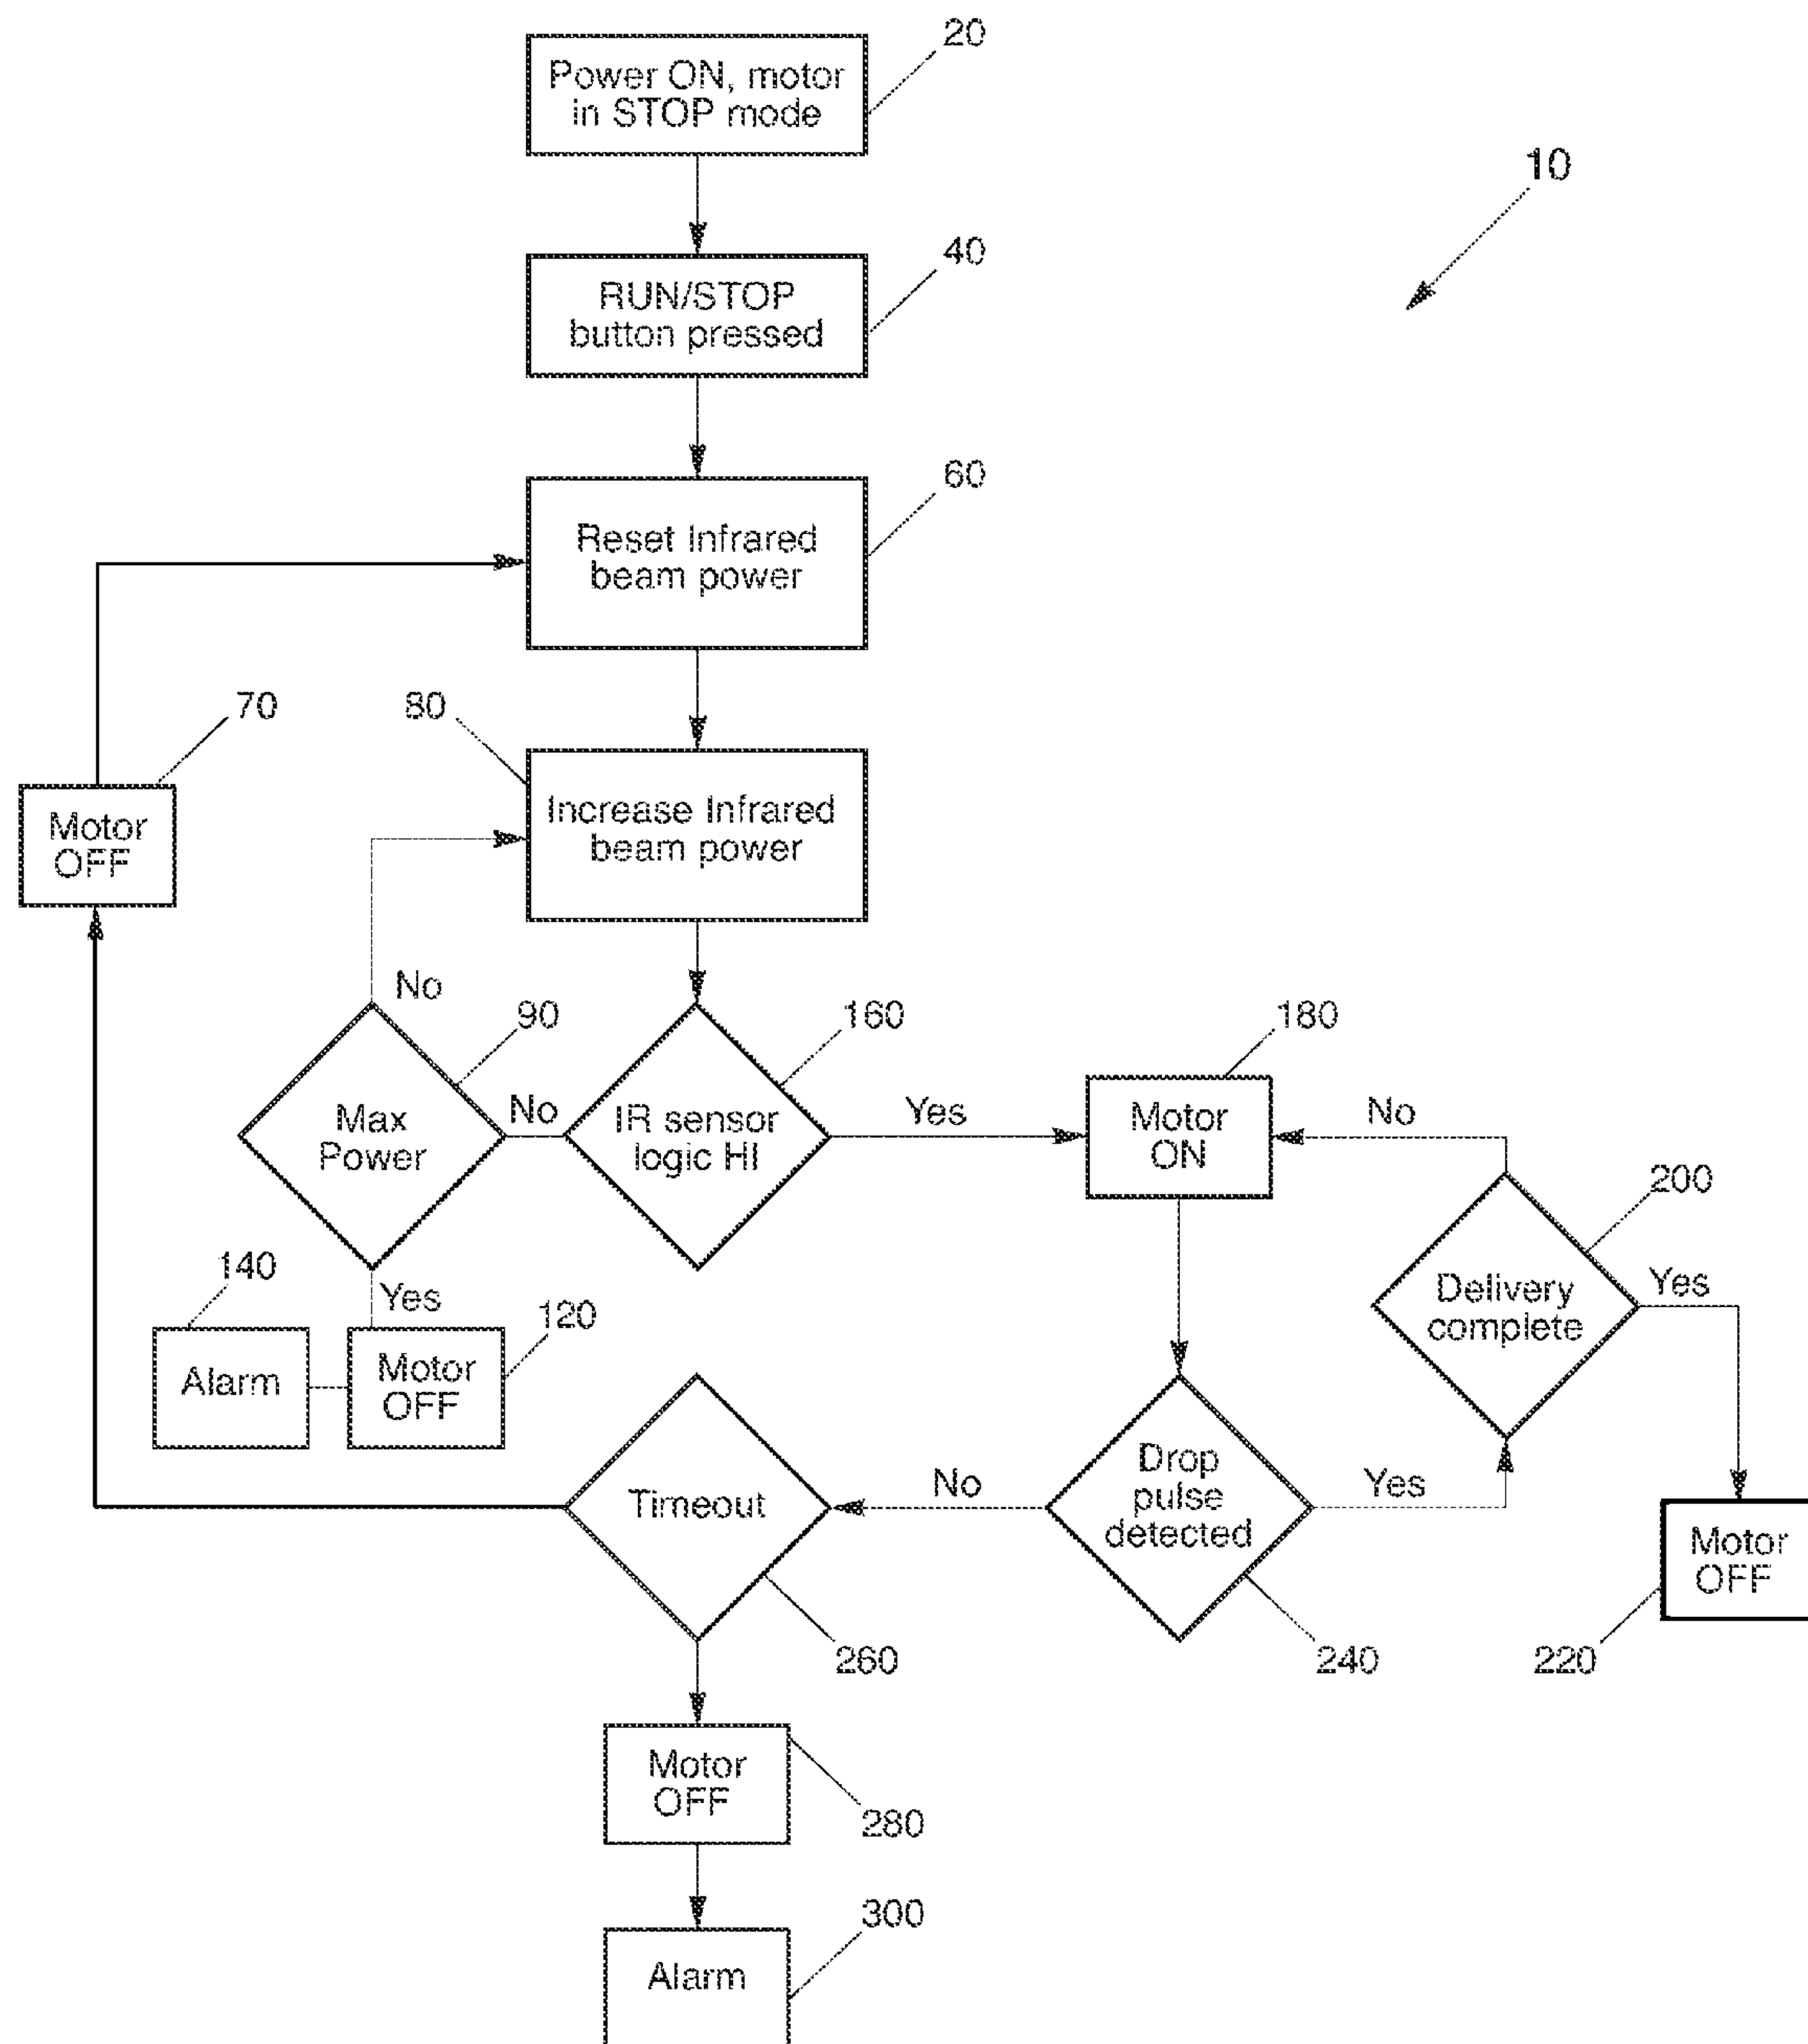 20
Power ON, motor
in STOP mode
10
40
RUN/STOP
button pressed
60
Reset Infrared
beam power
70
80
Motor
OFF
Increase Infrared
beam power
No
90
160
180
Max
Power
No
IR sensor
logic HI
Yes
Motor
ON
No
200
140
Yes
120
Delivery
complete
Yes
Alarm
Motor
OFF
Timeout
No
Drop
pulse
detected
Yes
Motor
OFF
260
240
220
Motor
OFF
280
300
Alarm